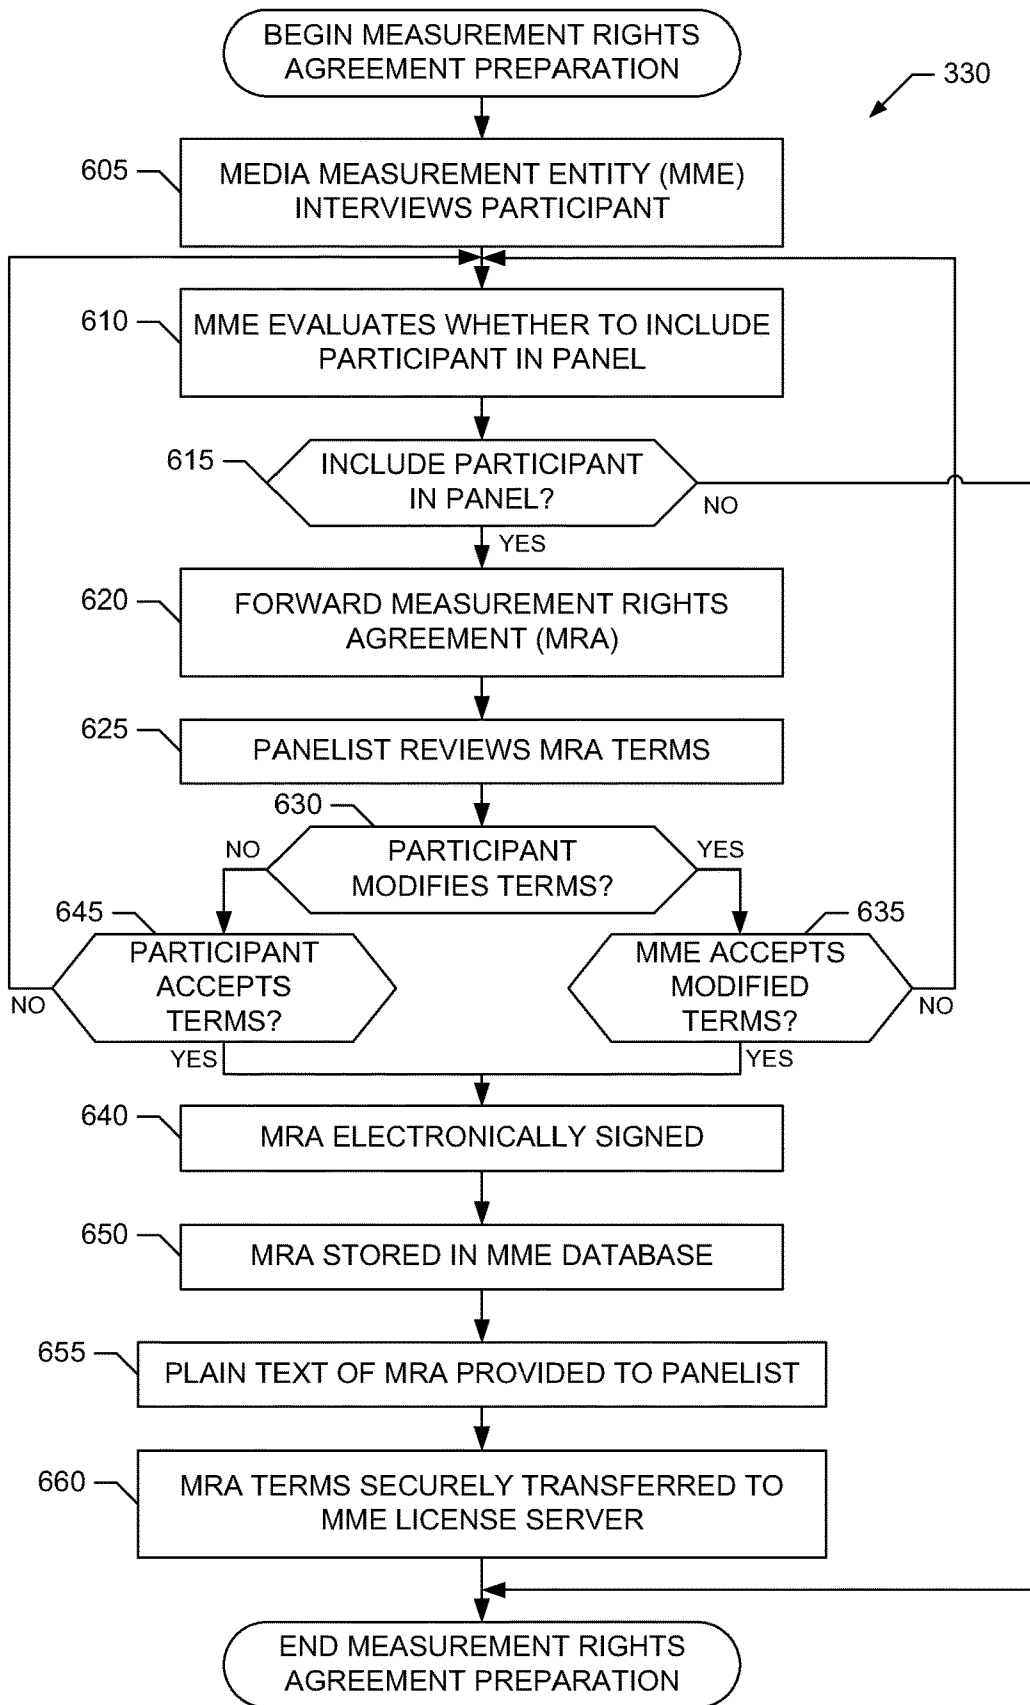 BEGIN MEASUREMENT RIGHTS
AGREEMENT PREPARATION
330
605
MEDIA MEASUREMENT ENTITY (MME)
INTERVIEWS PARTICIPANT
610
MME EVALUATES WHETHER TO INCLUDE
PARTICIPANT IN PANEL
615
INCLUDE PARTICIPANT
IN PANEL?
NO
YES
620
FORWARD MEASUREMENT RIGHTS
AGREEMENT (MRA)
625
PANELIST REVIEWS MRA TERMS
630
NO
PARTICIPANT
MODIFIES TERMS?
YES
645
PARTICIPANT
ACCEPTS
TERMS?
NO
YES
635
MME ACCEPTS
MODIFIED
TERMS?
NO
YES
640
MRA ELECTRONICALLY SIGNED
650
MRA STORED IN MME DATABASE
655
PLAIN TEXT OF MRA PROVIDED TO PANELIST
660
MRA TERMS SECURELY TRANSFERRED TO
MME LICENSE SERVER
END MEASUREMENT RIGHTS
AGREEMENT PREPARATION